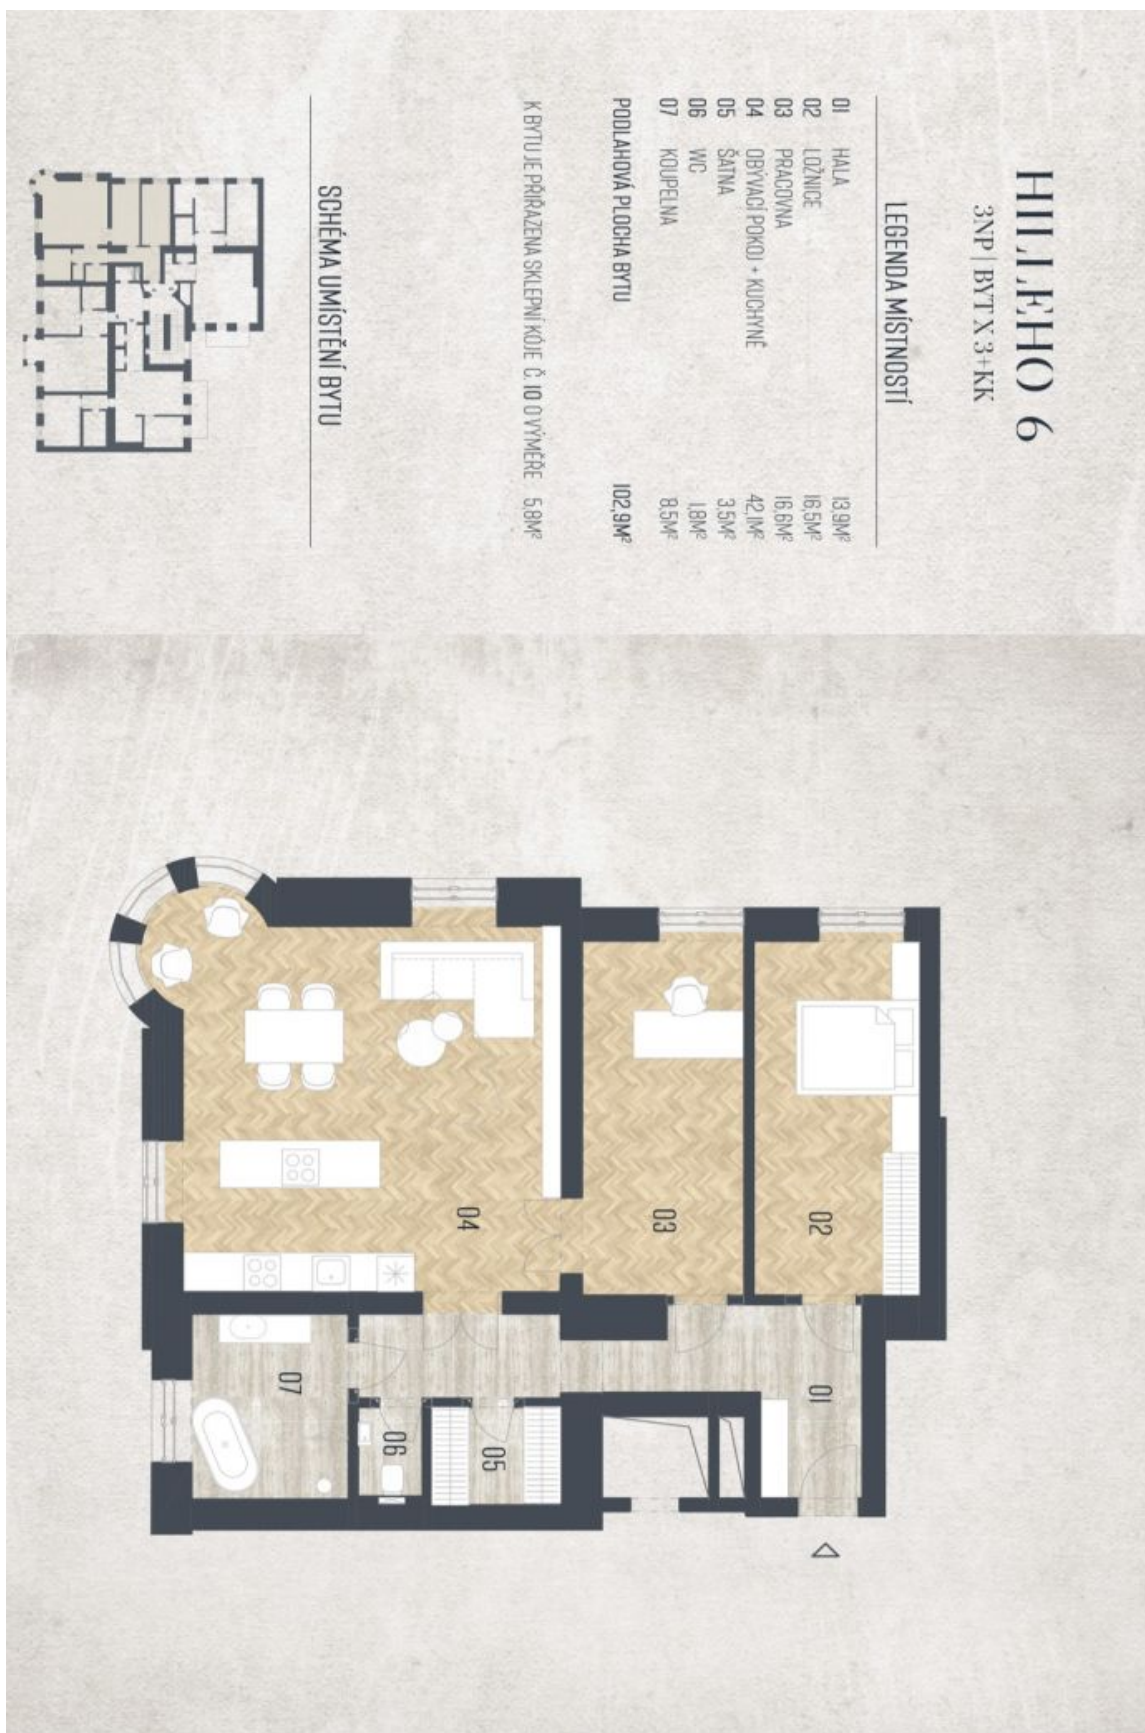 HILLEHO 6
3NP | BYT X 3+KK
LEGENDA MÍSTNOSTÍ
01 HALA 13,9M²
02 LOŽNICE 16,5M²
03 PRACOVNA 16,6M²
04 OBÝVACÍ POKOJ + KUCHYNĚ 42,1M²
05 ŠATNA 3,5M²
06 WC 1,8M²
07 KOUPELNA 8,5M²
PODLAHOVÁ PLOCHA BYTU 102,9M²
K BYTU JE PŘIŘAZENA SKLEPNÍ KÓJE Č. 10 O VÝMĚŘE 5,8M²
SCHÉMA UMÍSTĚNÍ BYTU
02
03
04
01
05
06
07